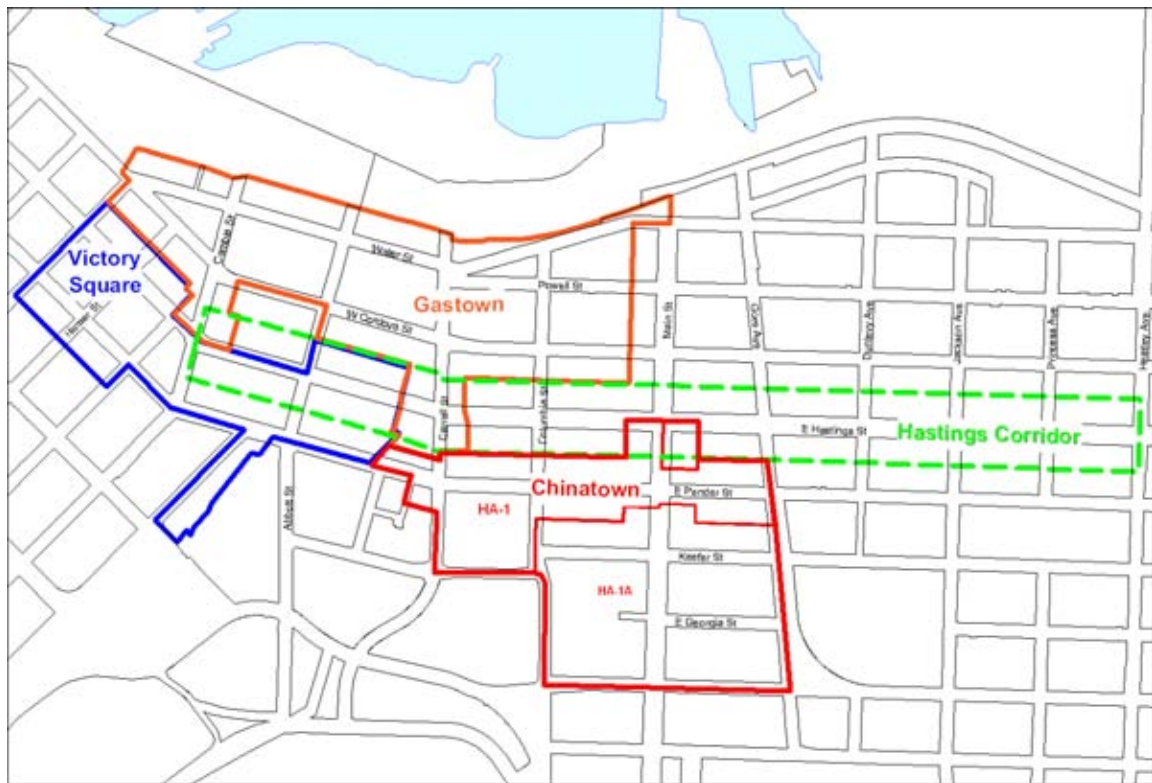 Victory
Square
Cambie St
Homer St
Water St
Gastown
W Cordova St
Powell St
Main St
Gore Ave
Dunlevy Ave
Jackson Ave
Princess Ave
Heatley Ave
Carrall St
Columbia St
E Hastings St
Hastings Corridor
Chinatown
E Pender St
HA-1
Abbott St
Keefer St
HA-1A
E Georgia St